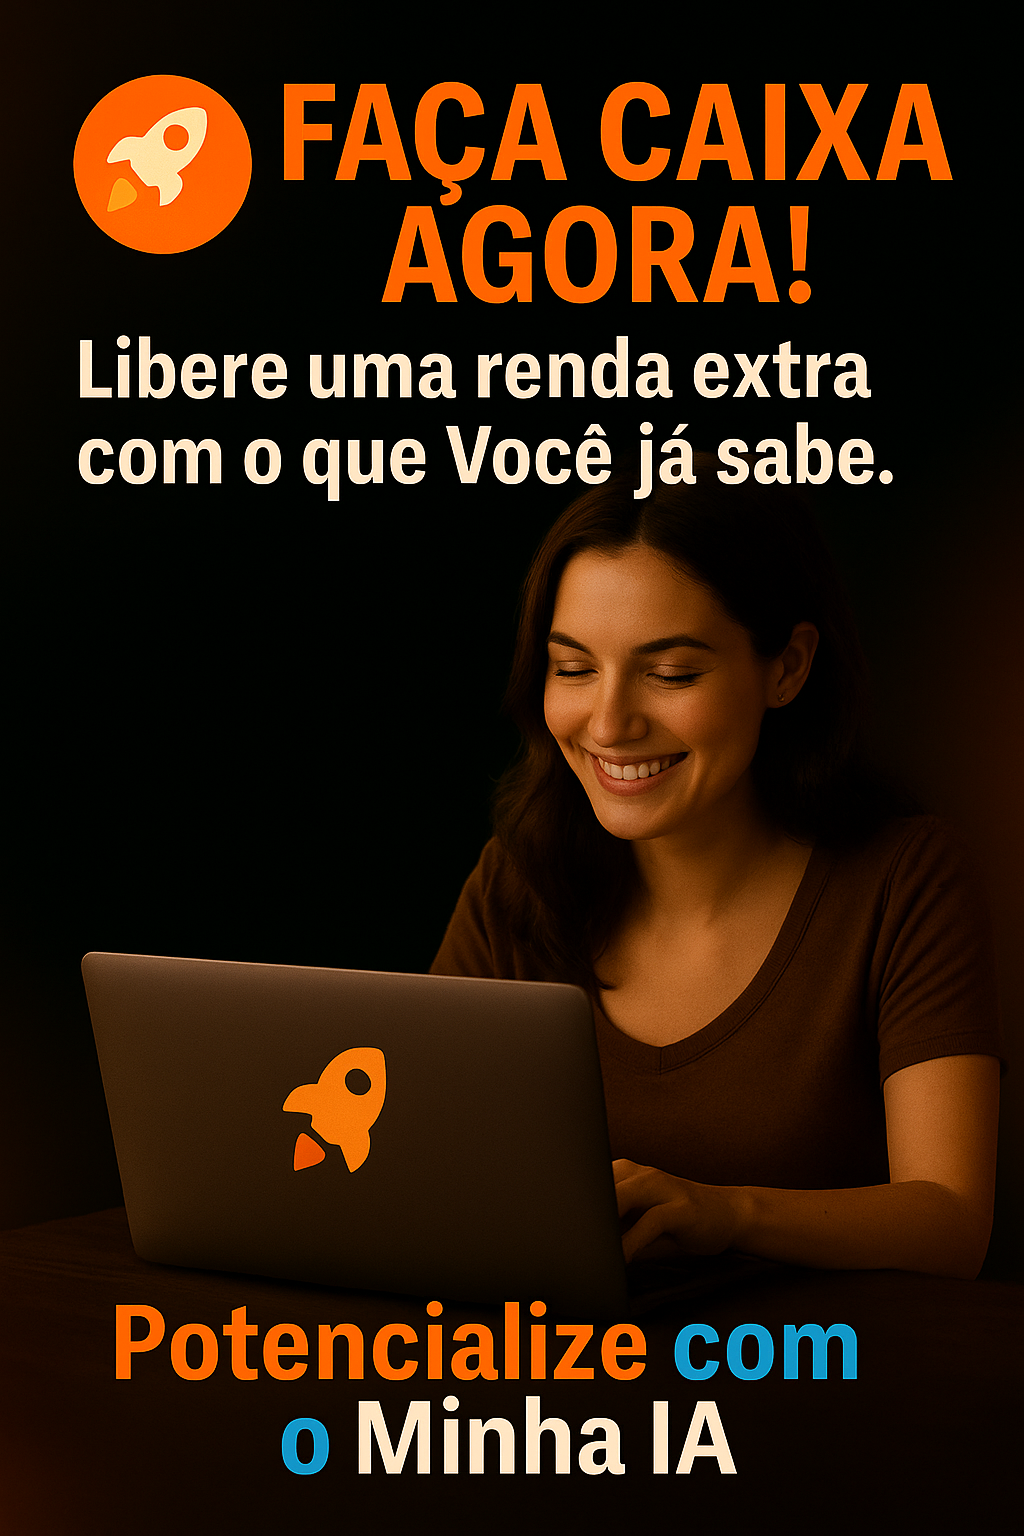 FAÇA CAIXA
AGORA!
Libere uma renda extra
com o que Você já sabe.
Potencialize com
o Minha IA